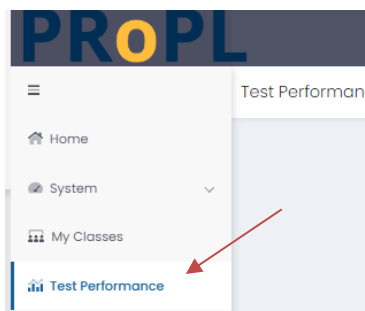 PRoPL
Test Performan
Home
System
My Classes
Test Performance